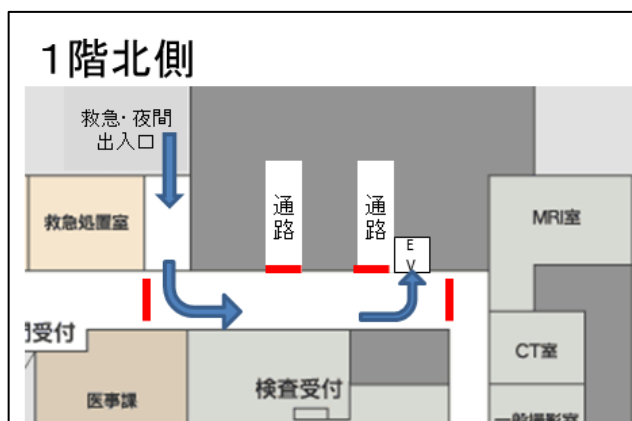 1階北側
救急・夜間
出入口
通路
通路
EV
救急処置室
MRI室
間受付
CT室
検査受付
医事課
一般撮影室